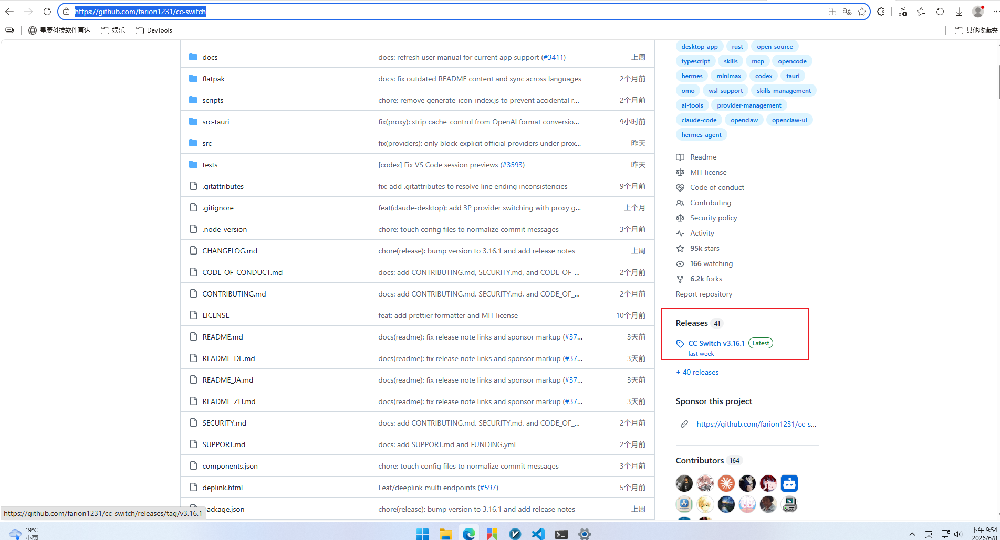 https://github.com/farion1231/cc-switch
星辰科技软件直达
娱乐
DevTools
其他收藏夹
docs
docs: refresh user manual for current app support (#3411)
上周
flatpak
docs: fix outdated README content and sync across languages
2个月前
scripts
chore: remove generate-icon-index.js to prevent accidental r...
2个月前
src-tauri
fix(proxy): strip cache_control from OpenAI format conversio...
9小时前
src
fix(providers): only block explicit official providers under prox...
昨天
tests
[codex] Fix VS Code session previews (#3593)
昨天
.gitattributes
fix: add .gitattributes to resolve line ending inconsistencies
9个月前
.gitignore
feat(claude-desktop): add 3P provider switching with proxy g...
上个月
.node-version
chore: touch config files to normalize commit messages
3个月前
CHANGELOG.md
chore(release): bump version to 3.16.1 and add release notes
上周
CODE_OF_CONDUCT.md
docs: add CONTRIBUTING.md, SECURITY.md, and CODE_OF_...
2个月前
CONTRIBUTING.md
docs: add CONTRIBUTING.md, SECURITY.md, and CODE_OF_...
2个月前
LICENSE
feat: add prettier formatter and MIT license
10个月前
README.md
docs(readme): fix release note links and sponsor markup (#37...
3天前
README_DE.md
docs(readme): fix release note links and sponsor markup (#37...
3天前
README_JA.md
docs(readme): fix release note links and sponsor markup (#37...
3天前
README_ZH.md
docs(readme): fix release note links and sponsor markup (#37...
3天前
SECURITY.md
docs: add CONTRIBUTING.md, SECURITY.md, and CODE_OF_...
2个月前
SUPPORT.md
docs: add SUPPORT.md and FUNDING.yml
2个月前
components.json
chore: touch config files to normalize commit messages
3个月前
deplink.html
Feat/deeplink multi endpoints (#597)
5个月前
package.json
chore(release): bump version to 3.16.1 and add release notes
上周
desktop-app rust open-source
typescript skills mcp opencode
hermes minimax codex tauri
omo wsl-support skills-management
ai-tools provider-management
claude-code openclaw openclaw-ui
hermes-agent
Readme
MIT license
Code of conduct
Contributing
Security policy
Activity
95k stars
166 watching
6.2k forks
Report repository
Releases 41
CC Switch v3.16.1 Latest
last week
+ 40 releases
Sponsor this project
https://github.com/farion1231/cc-s...
Contributors 164
https://github.com/farion1231/cc-switch/releases/tag/v3.16.1
19°C
小雨
英
下午 9:54
2026/6/8